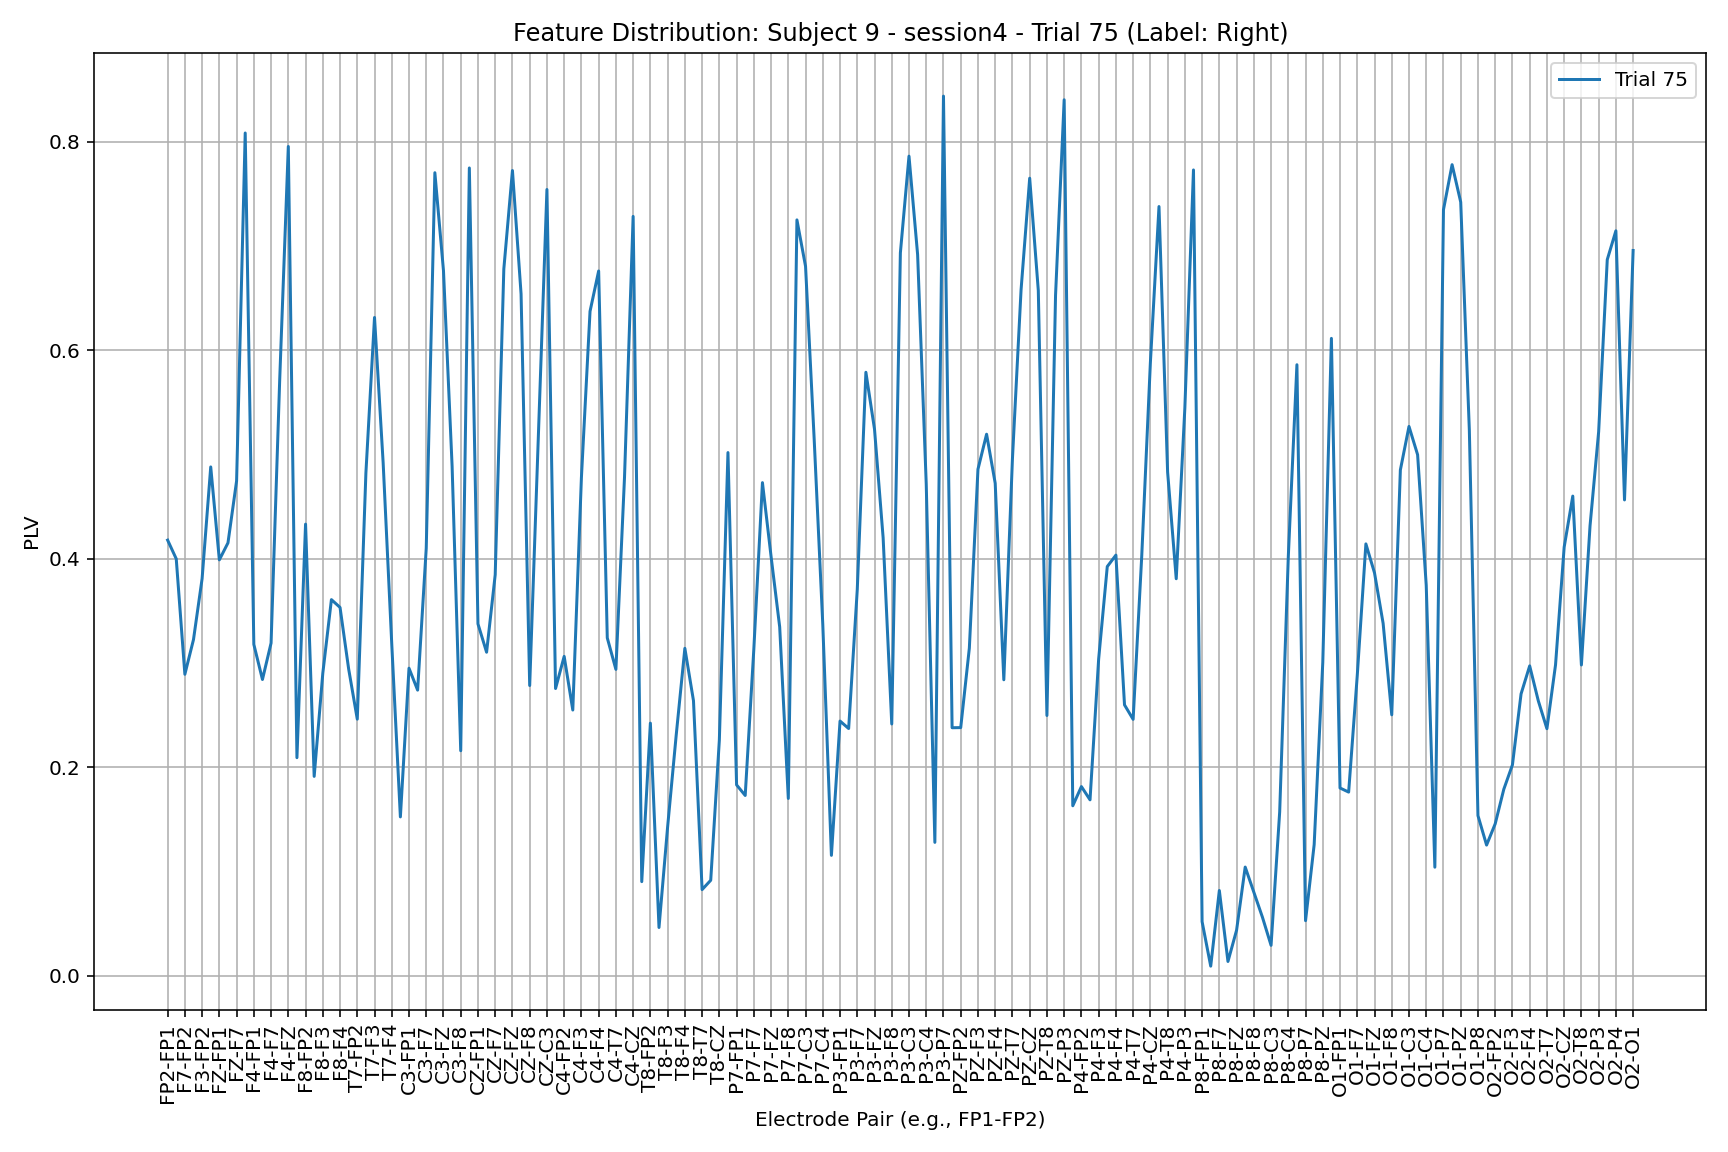 Feature Distribution: Subject 9 - session4 - Trial 75 (Label: Right)
Trial 75
PLV
0.8
0.6
0.4
0.2
0.0
FP2-FP1
F7-FP2
F3-FP2
FZ-FP1
FZ-F7
F4-FP1
F4-F7
F4-FZ
F8-FP2
F8-F3
F8-F4
T7-FP2
T7-F3
T7-F4
C3-FP1
C3-F7
C3-FZ
C3-F8
CZ-FP1
CZ-F7
CZ-FZ
CZ-F8
CZ-C3
C4-FP2
C4-F3
C4-F4
C4-T7
C4-CZ
T8-FP2
T8-F3
T8-F4
T8-T7
T8-CZ
P7-FP1
P7-F7
P7-FZ
P7-F8
P7-C3
P7-C4
P3-FP1
P3-F7
P3-FZ
P3-F8
P3-C3
P3-C4
P3-P7
PZ-FP2
PZ-F3
PZ-F4
PZ-T7
PZ-CZ
PZ-T8
PZ-P3
P4-FP2
P4-F3
P4-F4
P4-T7
P4-CZ
P4-T8
P4-P3
P8-FP1
P8-F7
P8-FZ
P8-F8
P8-C3
P8-C4
P8-P7
P8-PZ
O1-FP1
O1-F7
O1-FZ
O1-F8
O1-C3
O1-C4
O1-P7
O1-PZ
O1-P8
O2-FP2
O2-F3
O2-F4
O2-T7
O2-CZ
O2-T8
O2-P3
O2-P4
O2-O1
Electrode Pair (e.g., FP1-FP2)